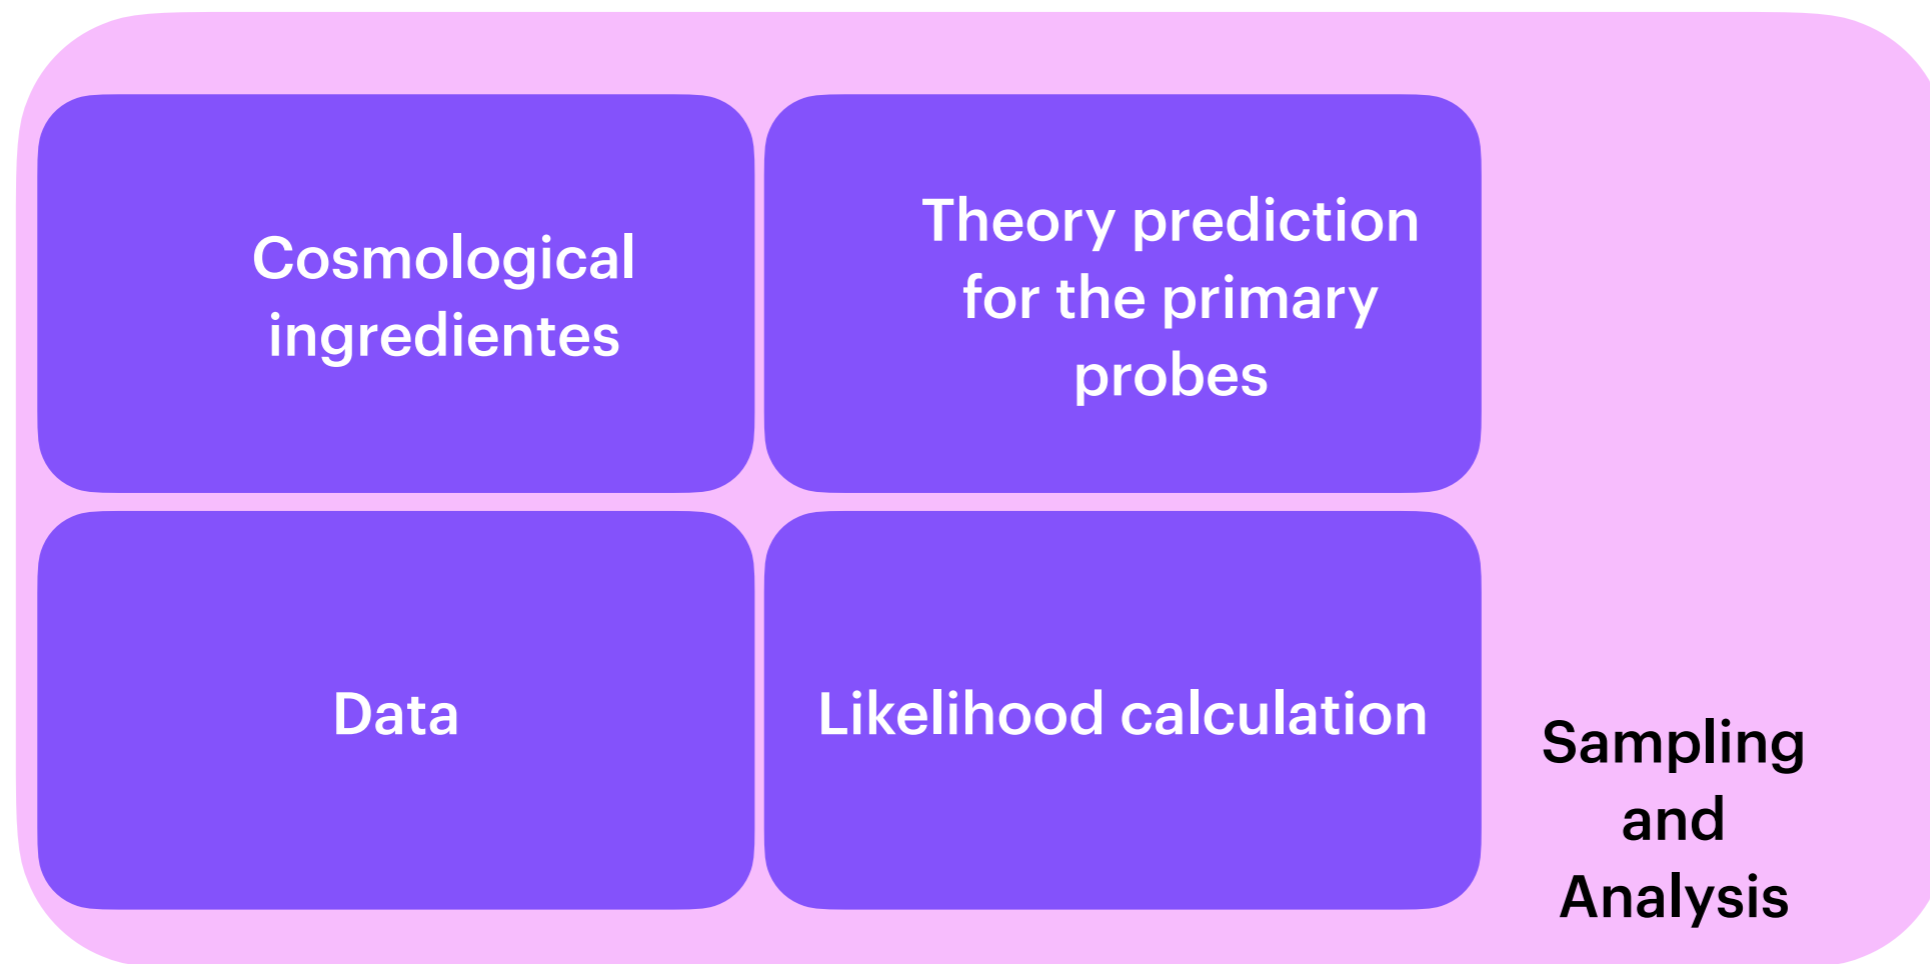 Cosmological
ingredientes
Theory prediction
for the primary
probes
Data
Likelihood calculation
Sampling
and
Analysis